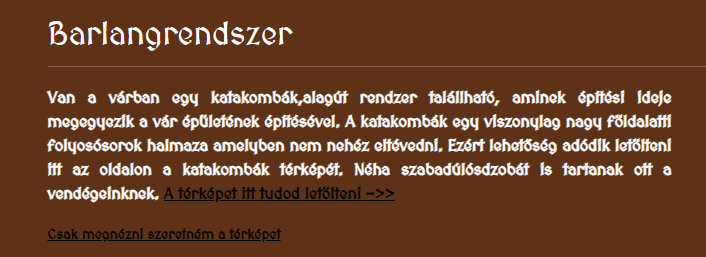 Barlangrendszer
Van a várban egy katakombák,alagút rendzer talállható, aminek építési ideje
megegyezik a vár épületének építésével. A katakombák egy viszonylag nagy földalatti
folyosósorok halmaza amelyben nem nehéz eltévedni. Ezért lehetőség adódik letölteni
itt az oldalon a katakombák térképét. Néha szabadúlósdzobát is tartanak ott a
vendégeinknek. A térképet itt tudod letölteni -->>
Csak megnézni szeretném a térképet